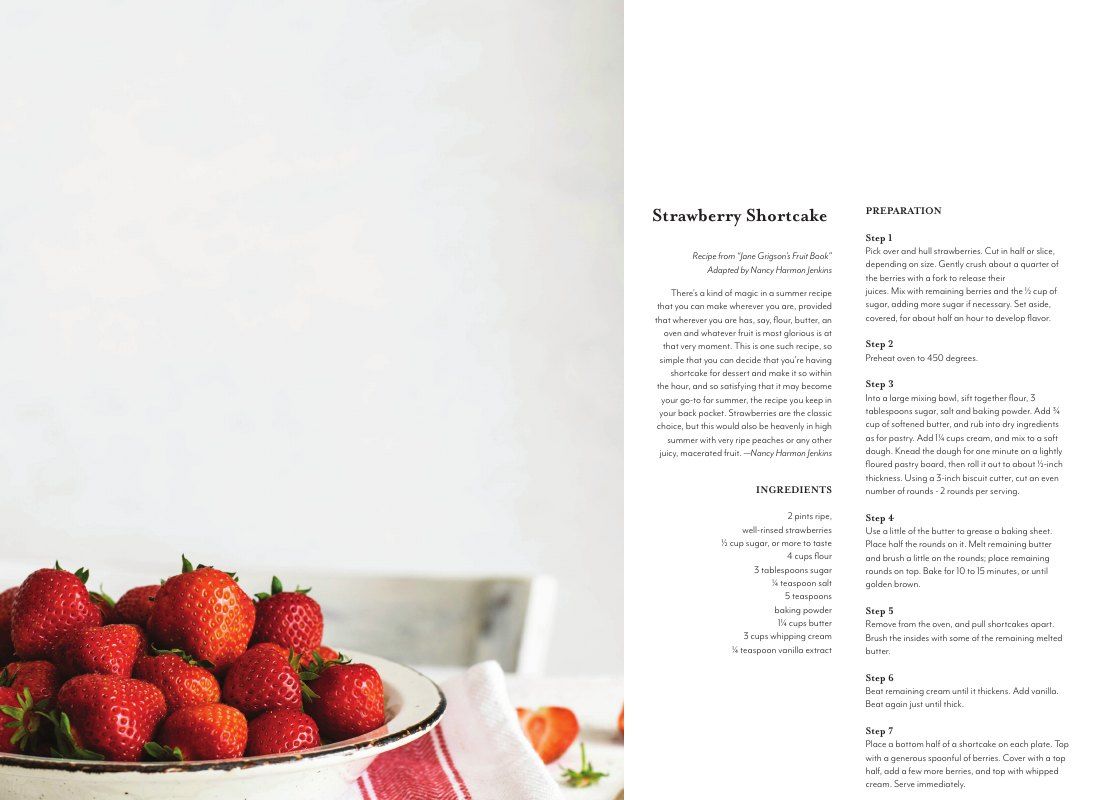 Strawberry Shortcake
Recipe from "Jane Grigson's Fruit Book"
Adapted by Nancy Harmon Jenkins
There's a kind of magic in a summer recipe
that you can make wherever you are, provided
that wherever you are has, say, flour, butter, an
oven and whatever fruit is most glorious is at
that very moment. This is one such recipe, so
simple that you can decide that you're having
shortcake for dessert and make it so within
the hour, and so satisfying that it may become
your go-to for summer, the recipe you keep in
your back pocket. Strawberries are the classic
choice, but this would also be heavenly in high
summer with very ripe peaches or any other
juicy, macerated fruit. —Nancy Harmon Jenkins
INGREDIENTS
2 pints ripe,
well-rinsed strawberries
½ cup sugar, or more to taste
4 cups flour
3 tablespoons sugar
¼ teaspoon salt
5 teaspoons
baking powder
1¼ cups butter
3 cups whipping cream
¼ teaspoon vanilla extract
PREPARATION
Step 1
Pick over and hull strawberries. Cut in half or slice,
depending on size. Gently crush about a quarter of
the berries with a fork to release their
juices. Mix with remaining berries and the ½ cup of
sugar, adding more sugar if necessary. Set aside,
covered, for about half an hour to develop flavor.
Step 2
Preheat oven to 450 degrees.
Step 3
Into a large mixing bowl, sift together flour, 3
tablespoons sugar, salt and baking powder. Add ¾
cup of softened butter, and rub into dry ingredients
as for pastry. Add 1¼ cups cream, and mix to a soft
dough. Knead the dough for one minute on a lightly
floured pastry board, then roll it out to about ½-inch
thickness. Using a 3-inch biscuit cutter, cut an even
number of rounds - 2 rounds per serving.
Step 4
Use a little of the butter to grease a baking sheet.
Place half the rounds on it. Melt remaining butter
and brush a little on the rounds; place remaining
rounds on top. Bake for 10 to 15 minutes, or until
golden brown.
Step 5
Remove from the oven, and pull shortcakes apart.
Brush the insides with some of the remaining melted
butter.
Step 6
Beat remaining cream until it thickens. Add vanilla.
Beat again just until thick.
Step 7
Place a bottom half of a shortcake on each plate. Top
with a generous spoonful of berries. Cover with a top
half, add a few more berries, and top with whipped
cream. Serve immediately.